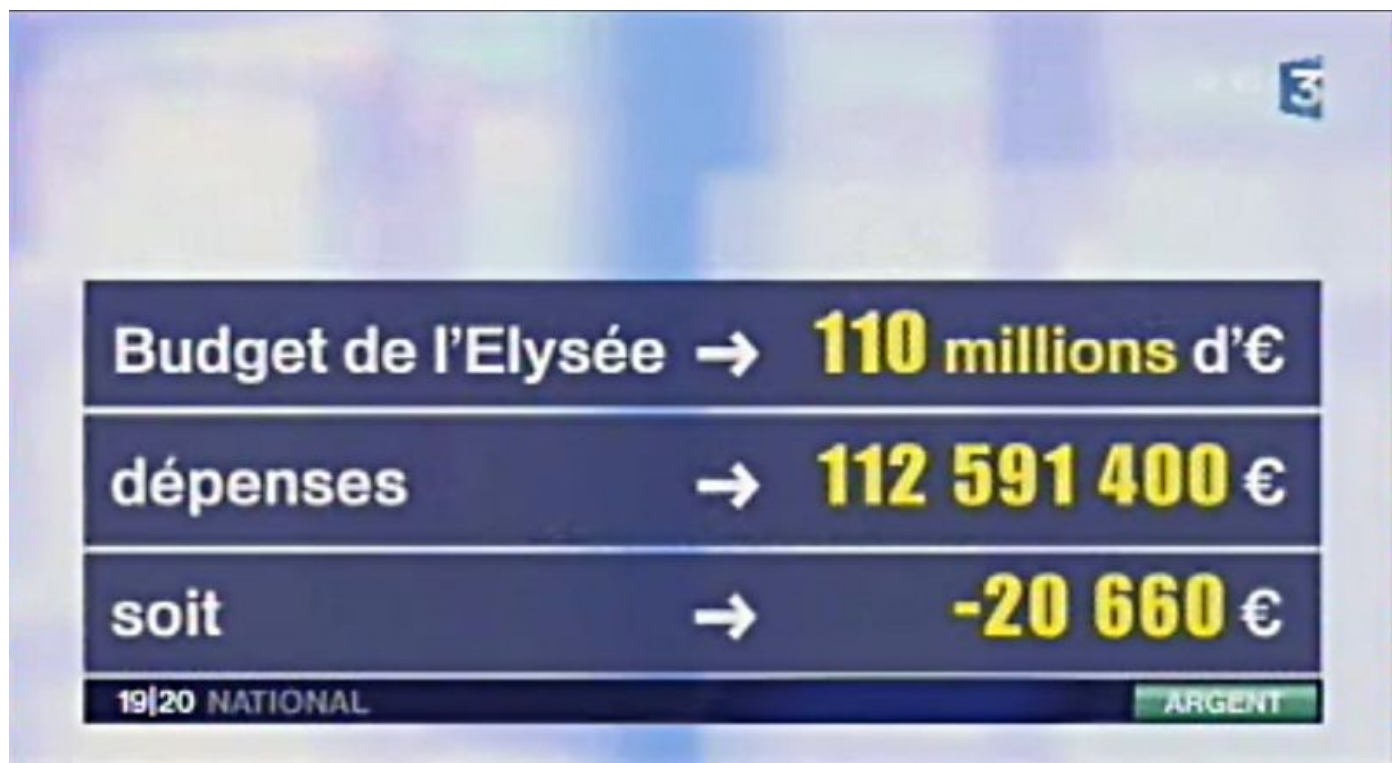 3
Budget de l'Elysée → 110 millions d'€
dépenses → 112 591 400 €
soit → -20 660 €
19|20 NATIONAL ARGENT